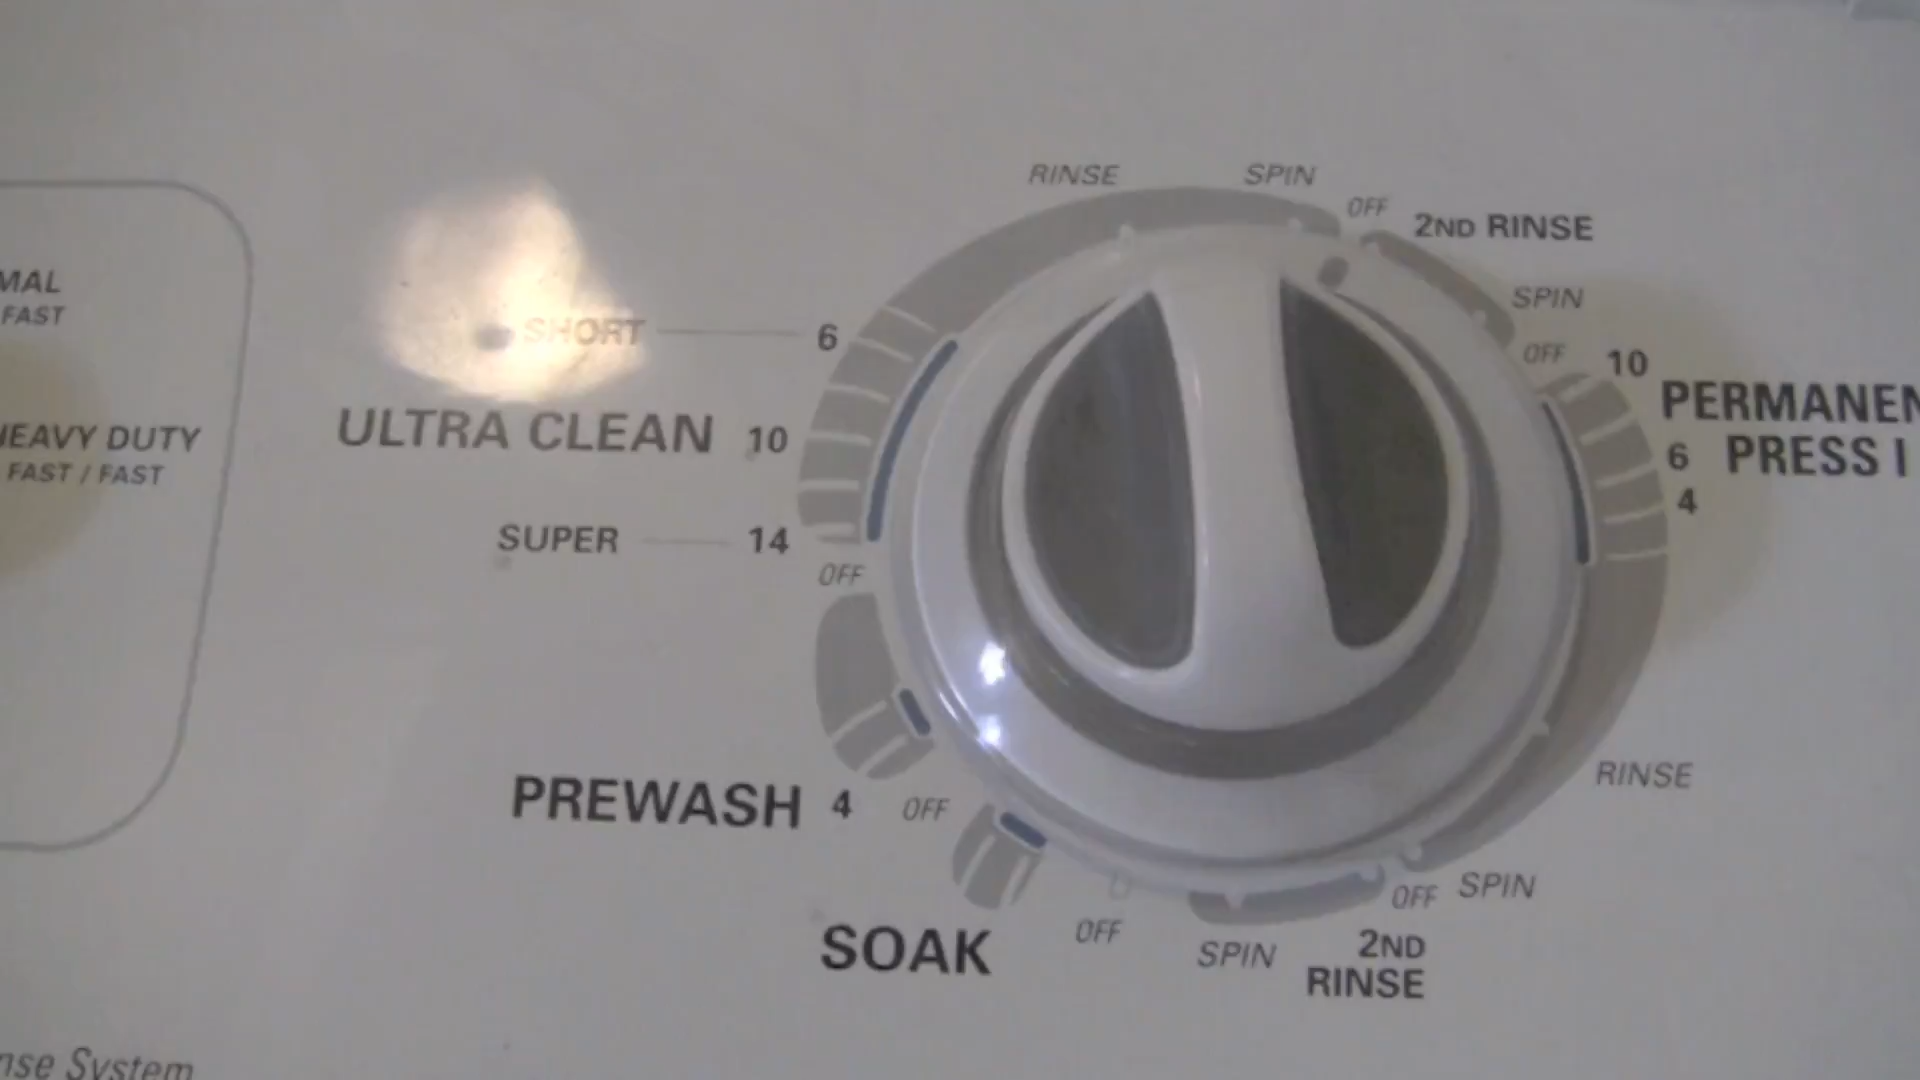 RINSE SPIN
OFF 2ND RINSE
MAL
FAST
SPIN
SHORT 6
OFF 10
PERMANEN
PRESS I
6
4
HEAVY DUTY
FAST / FAST
ULTRA CLEAN 10
SUPER 14
OFF
PREWASH 4 OFF
RINSE
SOAK
OFF
SPIN
2ND
RINSE
OFF SPIN
nse System